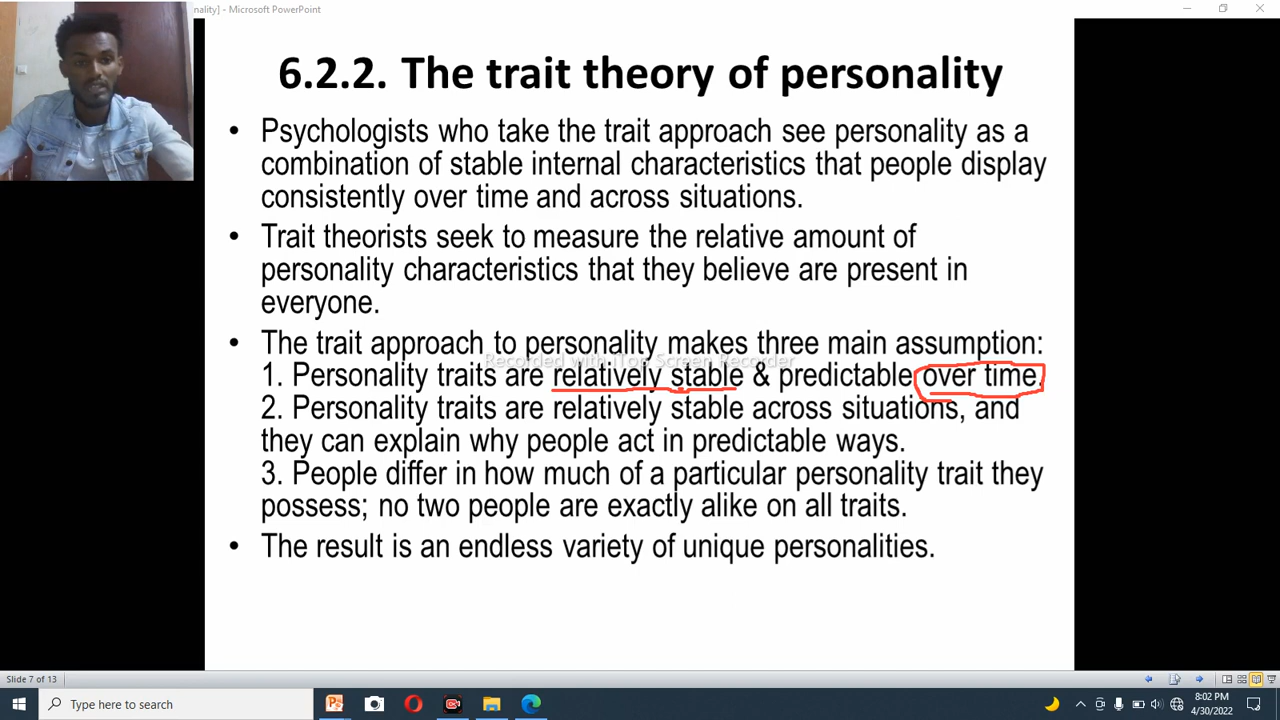 nality] - Microsoft PowerPoint
6.2.2. The trait theory of personality
• Psychologists who take the trait approach see personality as a
combination of stable internal characteristics that people display
consistently over time and across situations.
• Trait theorists seek to measure the relative amount of
personality characteristics that they believe are present in
everyone.
• The trait approach to personality makes three main assumption:
Recorded with iTop Screen Recorder
1. Personality traits are relatively stable & predictable over time.
2. Personality traits are relatively stable across situations, and
they can explain why people act in predictable ways.
3. People differ in how much of a particular personality trait they
possess; no two people are exactly alike on all traits.
• The result is an endless variety of unique personalities.
Slide 7 of 13
Type here to search
8:02 PM
4/30/2022